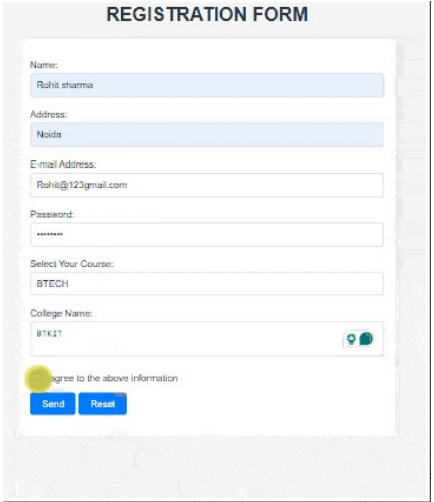 REGISTRATION FORM
Name:
Rohit sharma
Address:
Noida
E-mail Address:
Rohit@123gmail.com
Password:
••••••••
Select Your Course:
BTECH
College Name:
BTKIT
agree to the above information
Send Reset